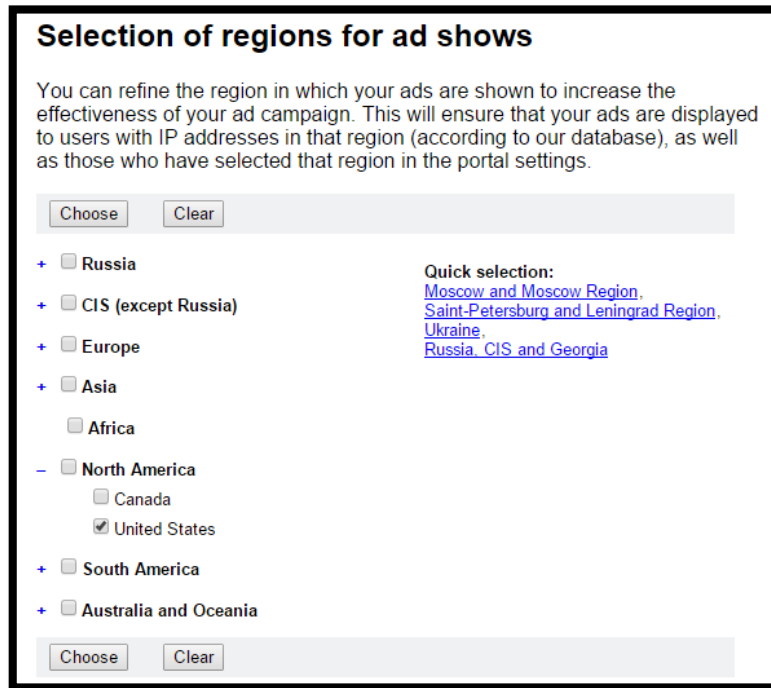 Selection of regions for ad shows
You can refine the region in which your ads are shown to increase the
effectiveness of your ad campaign. This will ensure that your ads are displayed
to users with IP addresses in that region (according to our database), as well
as those who have selected that region in the portal settings.
Choose Clear
+ Russia
+ CIS (except Russia)
+ Europe
+ Asia
Africa
– North America
Canada
United States
+ South America
+ Australia and Oceania
Quick selection:
Moscow and Moscow Region,
Saint-Petersburg and Leningrad Region,
Ukraine,
Russia, CIS and Georgia
Choose Clear